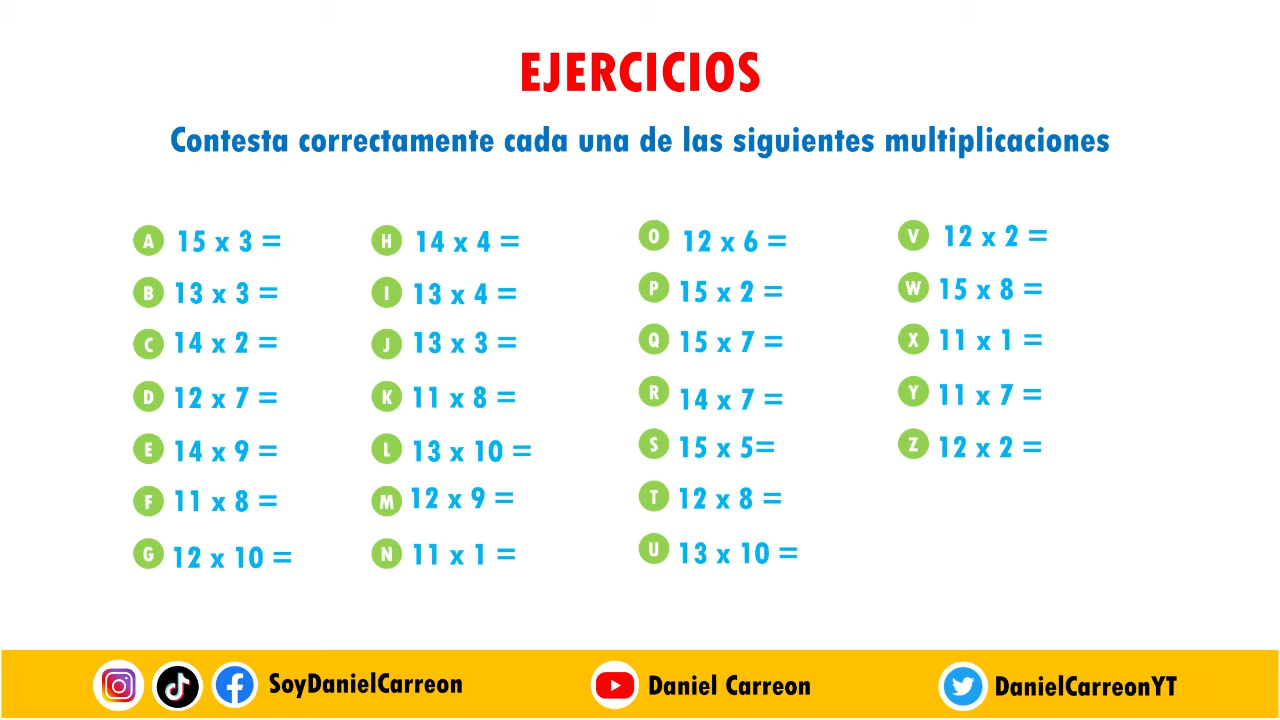 EJERCICIOS
Contesta correctamente cada una de las siguientes multiplicaciones
A 15 x 3 =
B 13 x 3 =
C 14 x 2 =
D 12 x 7 =
E 14 x 9 =
F 11 x 8 =
G 12 x 10 =
H 14 x 4 =
I 13 x 4 =
J 13 x 3 =
K 11 x 8 =
L 13 x 10 =
M 12 x 9 =
N 11 x 1 =
O 12 x 6 =
P 15 x 2 =
Q 15 x 7 =
R 14 x 7 =
S 15 x 5=
T 12 x 8 =
U 13 x 10 =
V 12 x 2 =
W 15 x 8 =
X 11 x 1 =
Y 11 x 7 =
Z 12 x 2 =
SoyDanielCarreon
Daniel Carreon
DanielCarreonYT